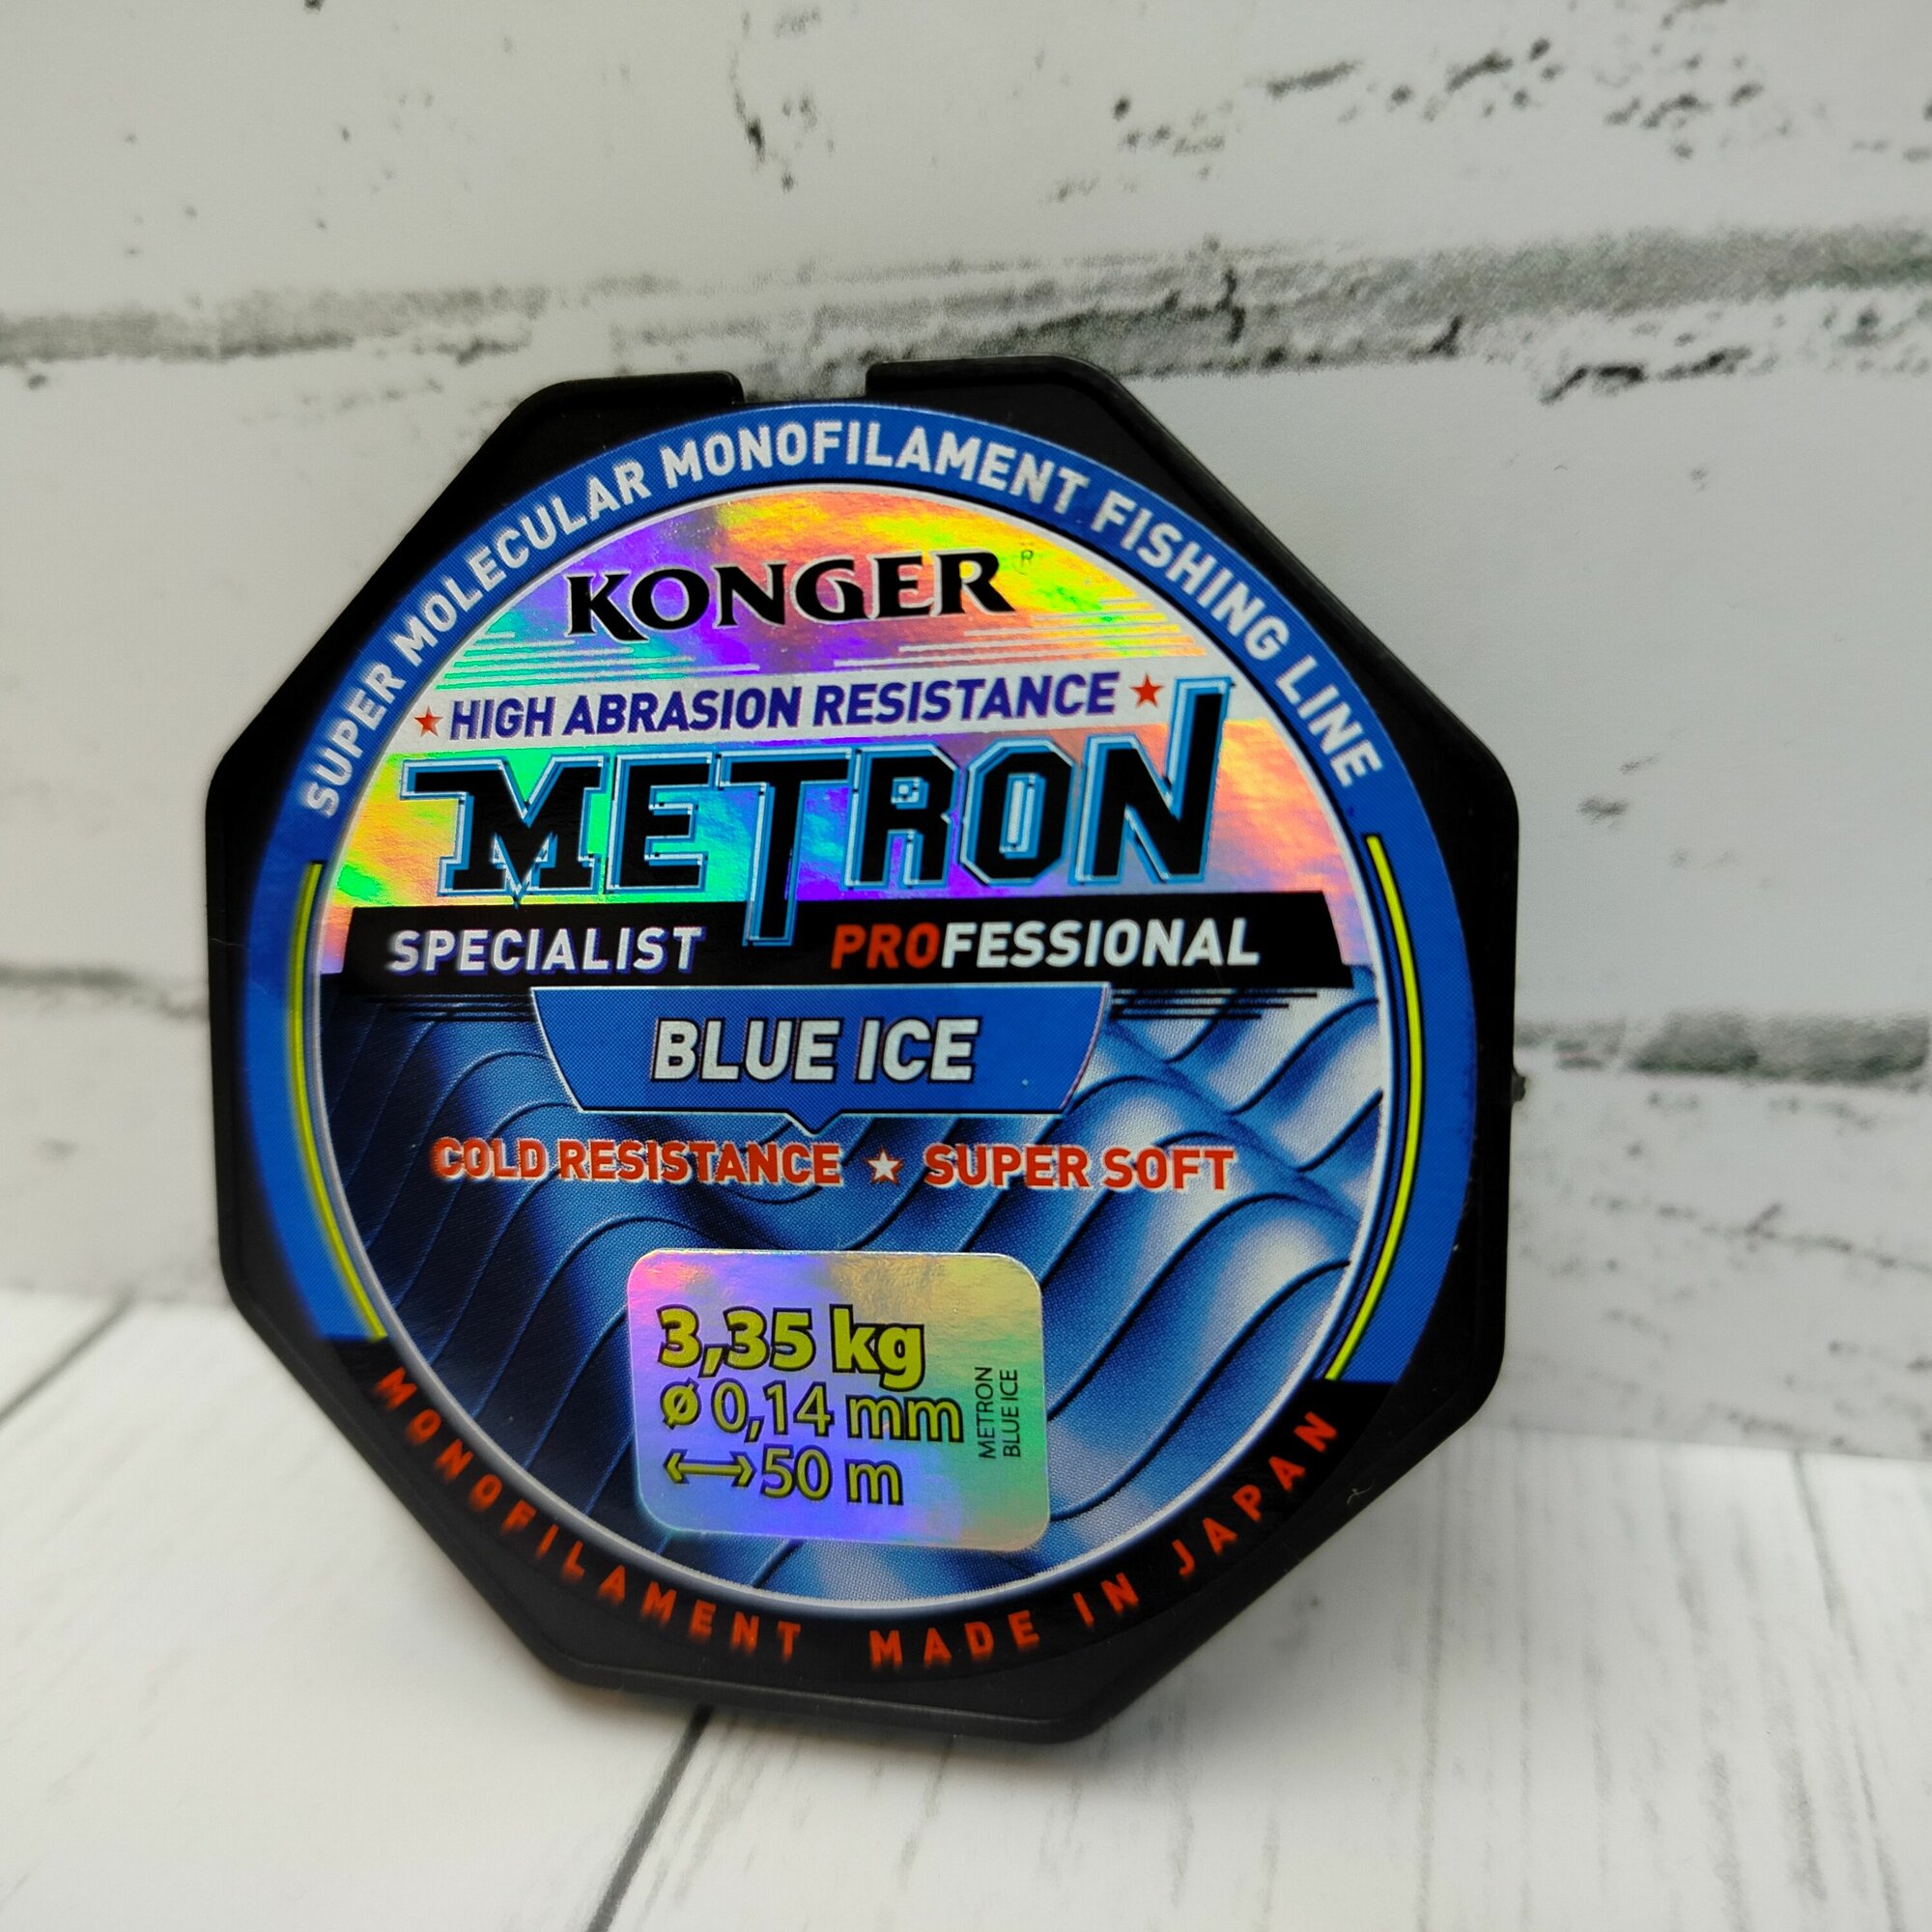 SUPER MOLECULAR MONOFILAMENT FISHING LINE
KONGER®
★ HIGH ABRASION RESISTANCE ★
METRON
SPECIALIST PROFESSIONAL
BLUE ICE
COLD RESISTANCE ★ SUPER SOFT
3,35 kg
ø 0,14 mm
↔ 50 m
METRON
BLUE ICE
MONOFILAMENT MADE IN JAPAN